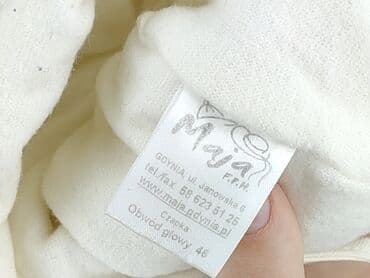 Maja
F.P.H.
GDYNIA ul. Janowska 6
tel./fax 58 623 51 25
www.maja.gdynia.pl
Czapka
Obwód głowy 46